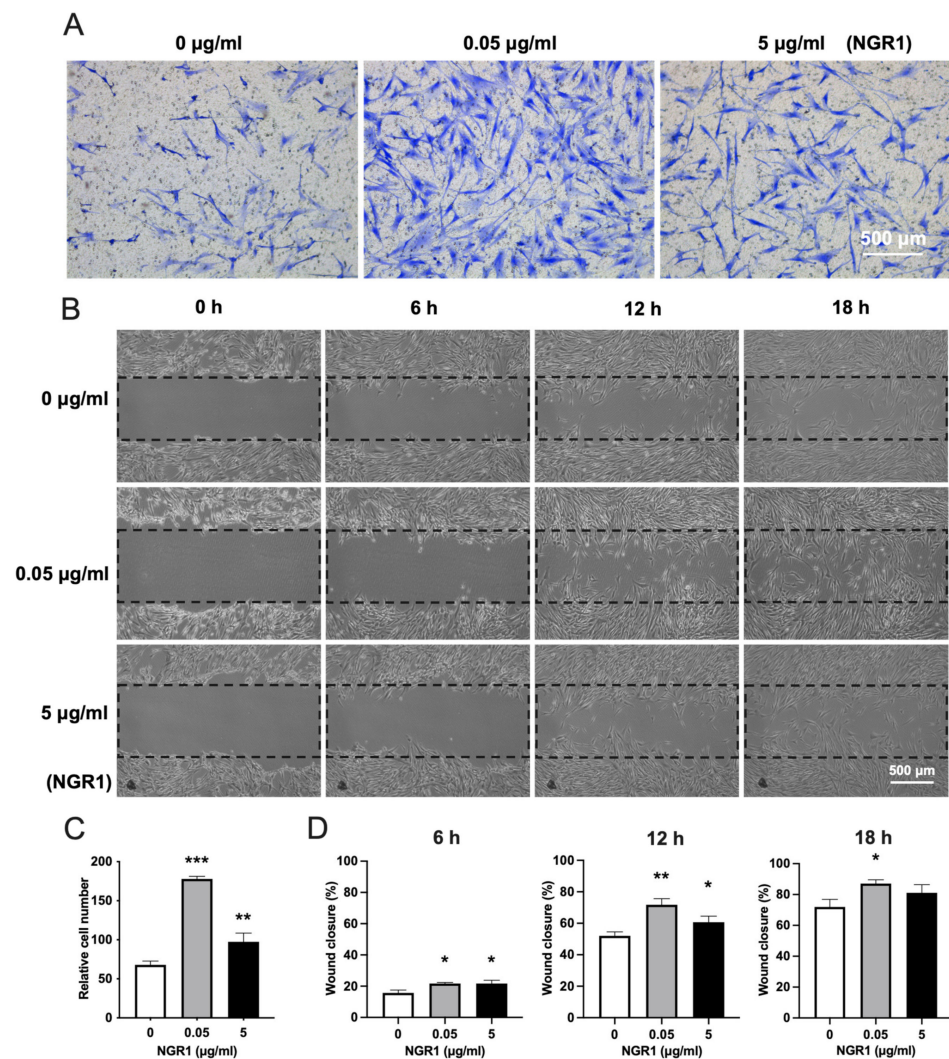 A
0 µg/ml 0.05 µg/ml 5 µg/ml (NGR1)
500 µm
B
0 h 6 h 12 h 18 h
0 µg/ml
0.05 µg/ml
5 µg/ml
(NGR1)
500 µm
C
Relative cell number
200
150
100
50
0
***
**
0 0.05 5
NGR1 (µg/ml)
D
6 h
Wound closure (%)
100
80
60
40
20
0
* *
0 0.05 5
NGR1 (µg/ml)
12 h
Wound closure (%)
100
80
60
40
20
0
**
*
0 0.05 5
NGR1 (µg/ml)
18 h
Wound closure (%)
100
80
60
40
20
0
*
0 0.05 5
NGR1 (µg/ml)